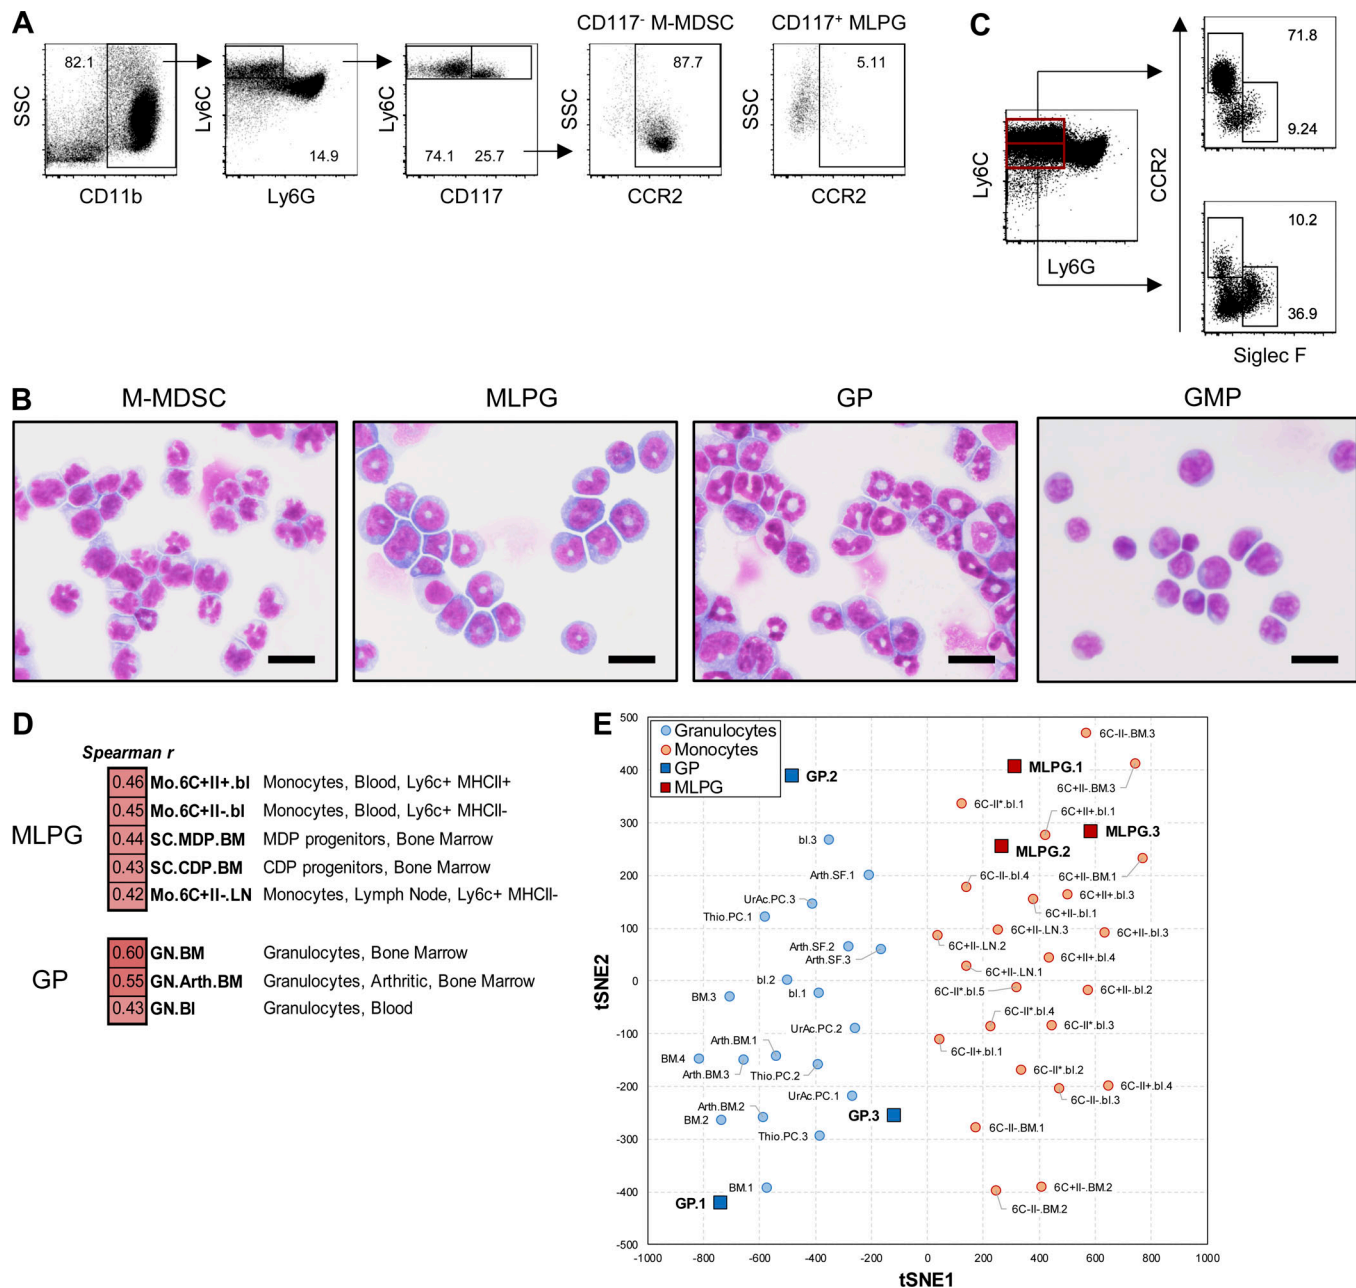 A
CD117- M-MDSC
CD117+ MLPG
C
82.1
87.7
5.11
71.8
SSC
Ly6C
Ly6C
SSC
SSC
14.9
74.1
25.7
9.24
CD11b
Ly6G
CD117
CCR2
CCR2
Ly6C
CCR2
Ly6G
10.2
36.9
Siglec F
B
M-MDSC
MLPG
GP
GMP
D
Spearman r
MLPG
0.46 Mo.6C+II+.bl Monocytes, Blood, Ly6c+ MHCII+
0.45 Mo.6C+II-.bl Monocytes, Blood, Ly6c+ MHCII-
0.44 SC.MDP.BM MDP progenitors, Bone Marrow
0.43 SC.CDP.BM CDP progenitors, Bone Marrow
0.42 Mo.6C+II-.LN Monocytes, Lymph Node, Ly6c+ MHCII-
GP
0.60 GN.BM Granulocytes, Bone Marrow
0.55 GN.Arth.BM Granulocytes, Arthritic, Bone Marrow
0.43 GN.Bl Granulocytes, Blood
E
Granulocytes
Monocytes
GP
MLPG
tSNE2
500
400
300
200
100
0
-100
-200
-300
-400
-500
6C-II-.BM.3
MLPG.1
GP.2
6C+II-.BM.3
6C-II*.bl.1
6C+II+.bl.1
MLPG.3
bl.3
MLPG.2
6C+II-.BM.1
Arth.SF.1
6C-II-.bl.4
6C+II+.bl.3
UrAc.PC.3
6C+II-.bl.1
Thio.PC.1
6C+II-.LN.3
6C-II-.bl.3
6C+II-.LN.2
Arth.SF.2
Arth.SF.3
6C+II+.bl.4
6C+II-.LN.1
bl.2
6C-II*.bl.5
6C+II-.bl.2
BM.3
bl.1
6C-II*.bl.4
6C-II*.bl.3
UrAc.PC.2
Arth.BM.1
6C-II+.bl.1
BM.4
Arth.BM.3
Thio.PC.2
6C-II*.bl.2
6C-II+.bl.4
UrAc.PC.1
6C-II-.bl.3
Arth.BM.2
BM.2
GP.3
6C-II-.BM.1
Thio.PC.3
BM.1
6C+II-.BM.2
GP.1
6C-II-.BM.2
-1000 -800 -600 -400 -200 0 200 400 600 800 1000
tSNE1